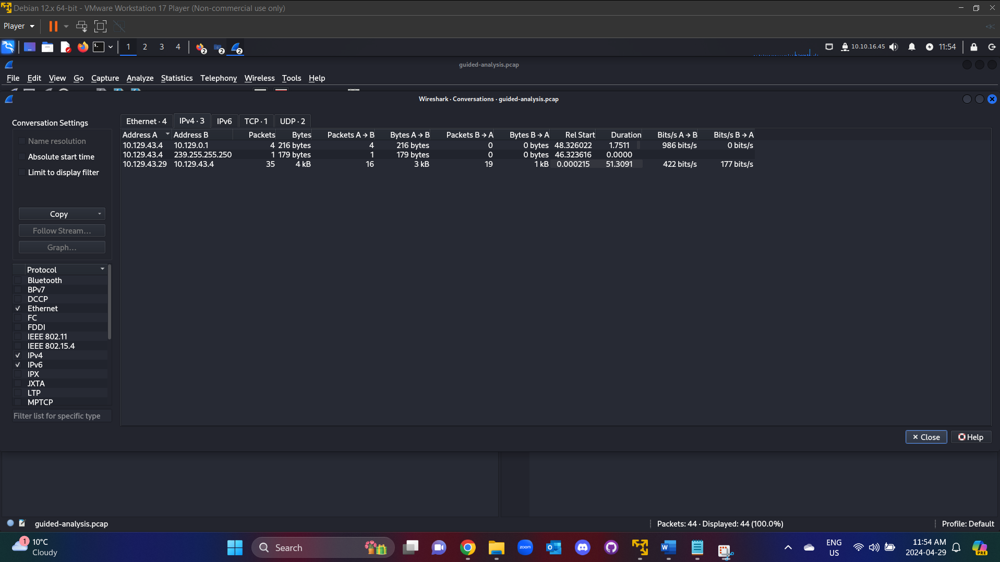 Debian 12.x 64-bit - VMware Workstation 17 Player (Non-commercial use only)
Player
1 2 3 4 2 2 2 10.10.16.45 11:54
guided-analysis.pcap
File Edit View Go Capture Analyze Statistics Telephony Wireless Tools Help
Wireshark · Conversations · guided-analysis.pcap
Conversation Settings
Name resolution
Absolute start time
Limit to display filter
Copy
Follow Stream...
Graph...
Protocol
Bluetooth
BPv7
DCCP
Ethernet
FC
FDDI
IEEE 802.11
IEEE 802.15.4
IPv4
IPv6
IPX
JXTA
LTP
MPTCP
Filter list for specific type
Ethernet · 4 IPv4 · 3 IPv6 TCP · 1 UDP · 2
Address A Address B Packets Bytes Packets A → B Bytes A → B Packets B → A Bytes B → A Rel Start Duration Bits/s A → B Bits/s B → A
10.129.43.4 10.129.0.1 4 216 bytes 4 216 bytes 0 0 bytes 48.326022 1.7511 986 bits/s 0 bits/s
10.129.43.4 239.255.255.250 1 179 bytes 1 179 bytes 0 0 bytes 46.323616 0.0000
10.129.43.29 10.129.43.4 35 4 kB 16 3 kB 19 1 kB 0.000215 51.3091 422 bits/s 177 bits/s
Close Help
guided-analysis.pcap Packets: 44 · Displayed: 44 (100.0%) Profile: Default
1 10°C
Cloudy
Search
zoom
W
ENG
US
11:54 AM
2024-04-29
PRE